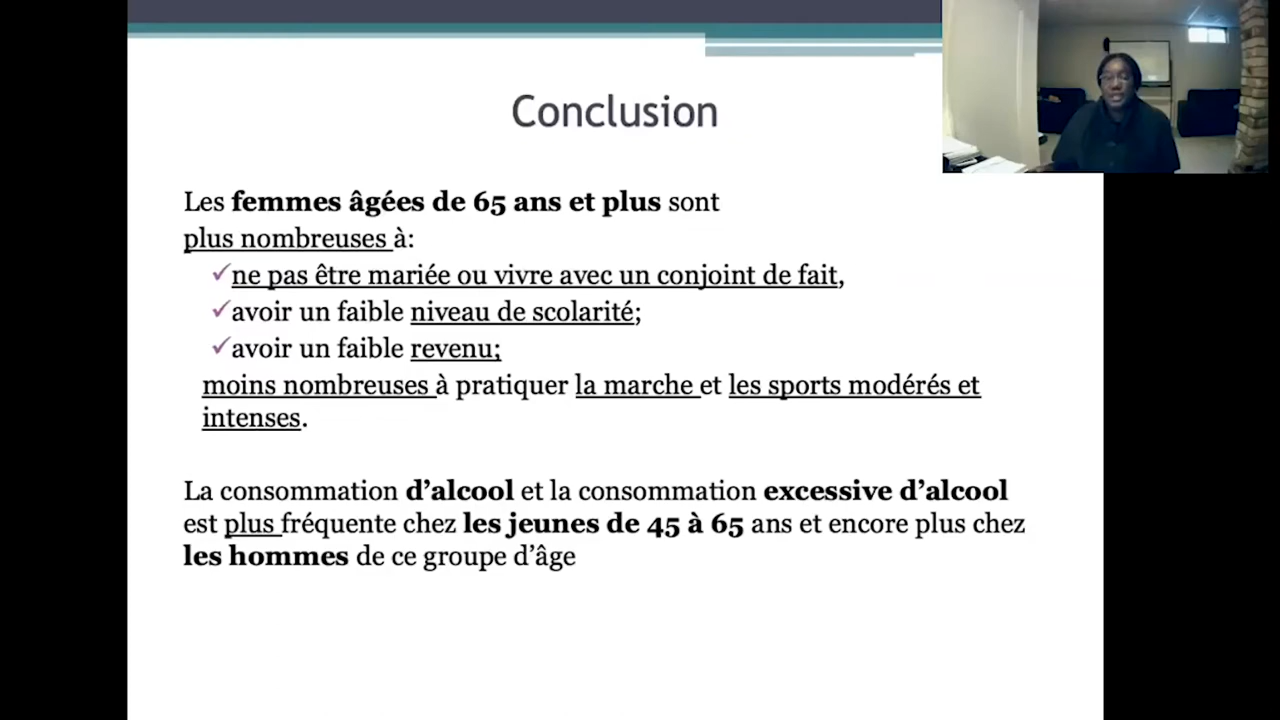 Conclusion
Les femmes âgées de 65 ans et plus sont
plus nombreuses à:
✓ne pas être mariée ou vivre avec un conjoint de fait,
✓avoir un faible niveau de scolarité;
✓avoir un faible revenu;
moins nombreuses à pratiquer la marche et les sports modérés et
intenses.
La consommation d’alcool et la consommation excessive d’alcool
est plus fréquente chez les jeunes de 45 à 65 ans et encore plus chez
les hommes de ce groupe d’âge